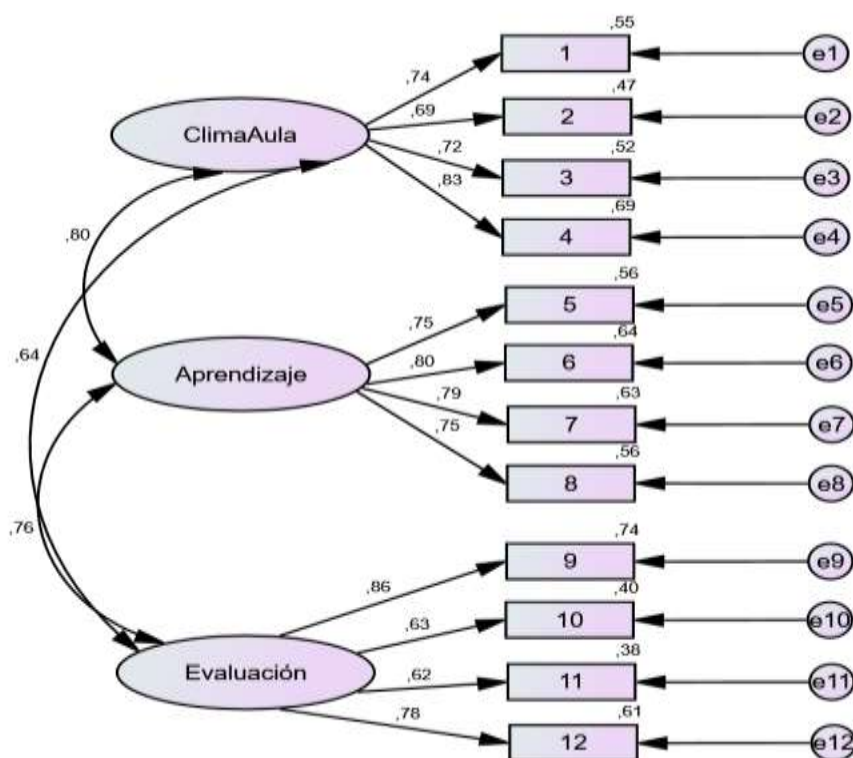 ,55
,74
1
e1
,47
,69
2
e2
ClimaAula
,52
,72
3
e3
,83
,69
4
e4
,80
,56
,75
5
e5
,64
,64
,80
6
e6
Aprendizaje
,63
,79
7
e7
,75
,56
8
e8
,76
,74
,86
9
e9
,40
,63
10
e10
,38
,62
11
e11
Evaluación
,61
,78
12
e12